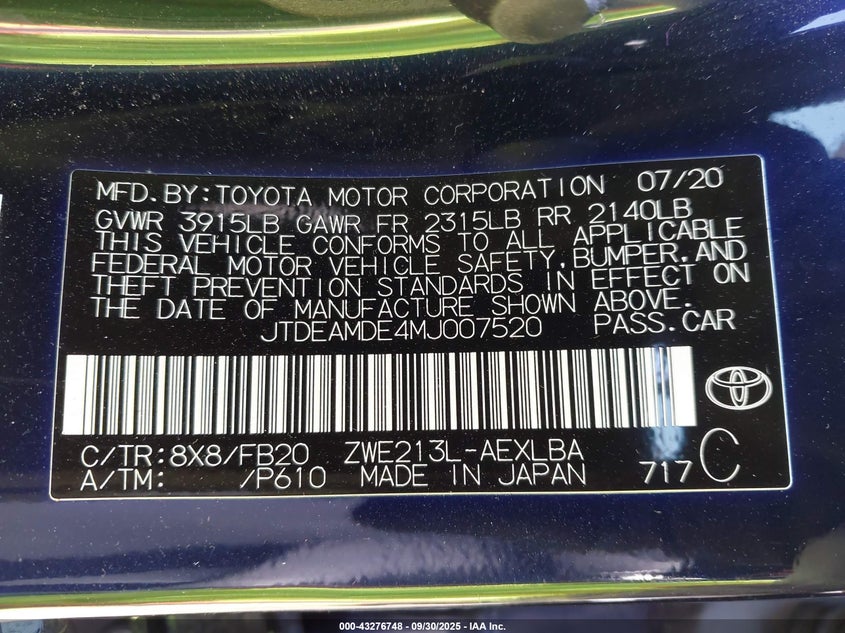 MFD.BY:TOYOTA MOTOR CORPORATION 07/20
GVWR 3915LB GAWR FR 2315LB RR 2140LB
THIS VEHICLE CONFORMS TO ALL APPLICABLE
FEDERAL MOTOR VEHICLE SAFETY,BUMPER,AND
THEFT PREVENTION STANDARDS IN EFFECT ON
THE DATE OF MANUFACTURE SHOWN ABOVE.
JTDEAMDE4MJ007520 PASS.CAR
C/TR:8X8/FB20 ZWE213L-AEXLBA
A/TM: /P610 MADE IN JAPAN 717 C
000-43276748 - 09/30/2025 - IAA Inc.